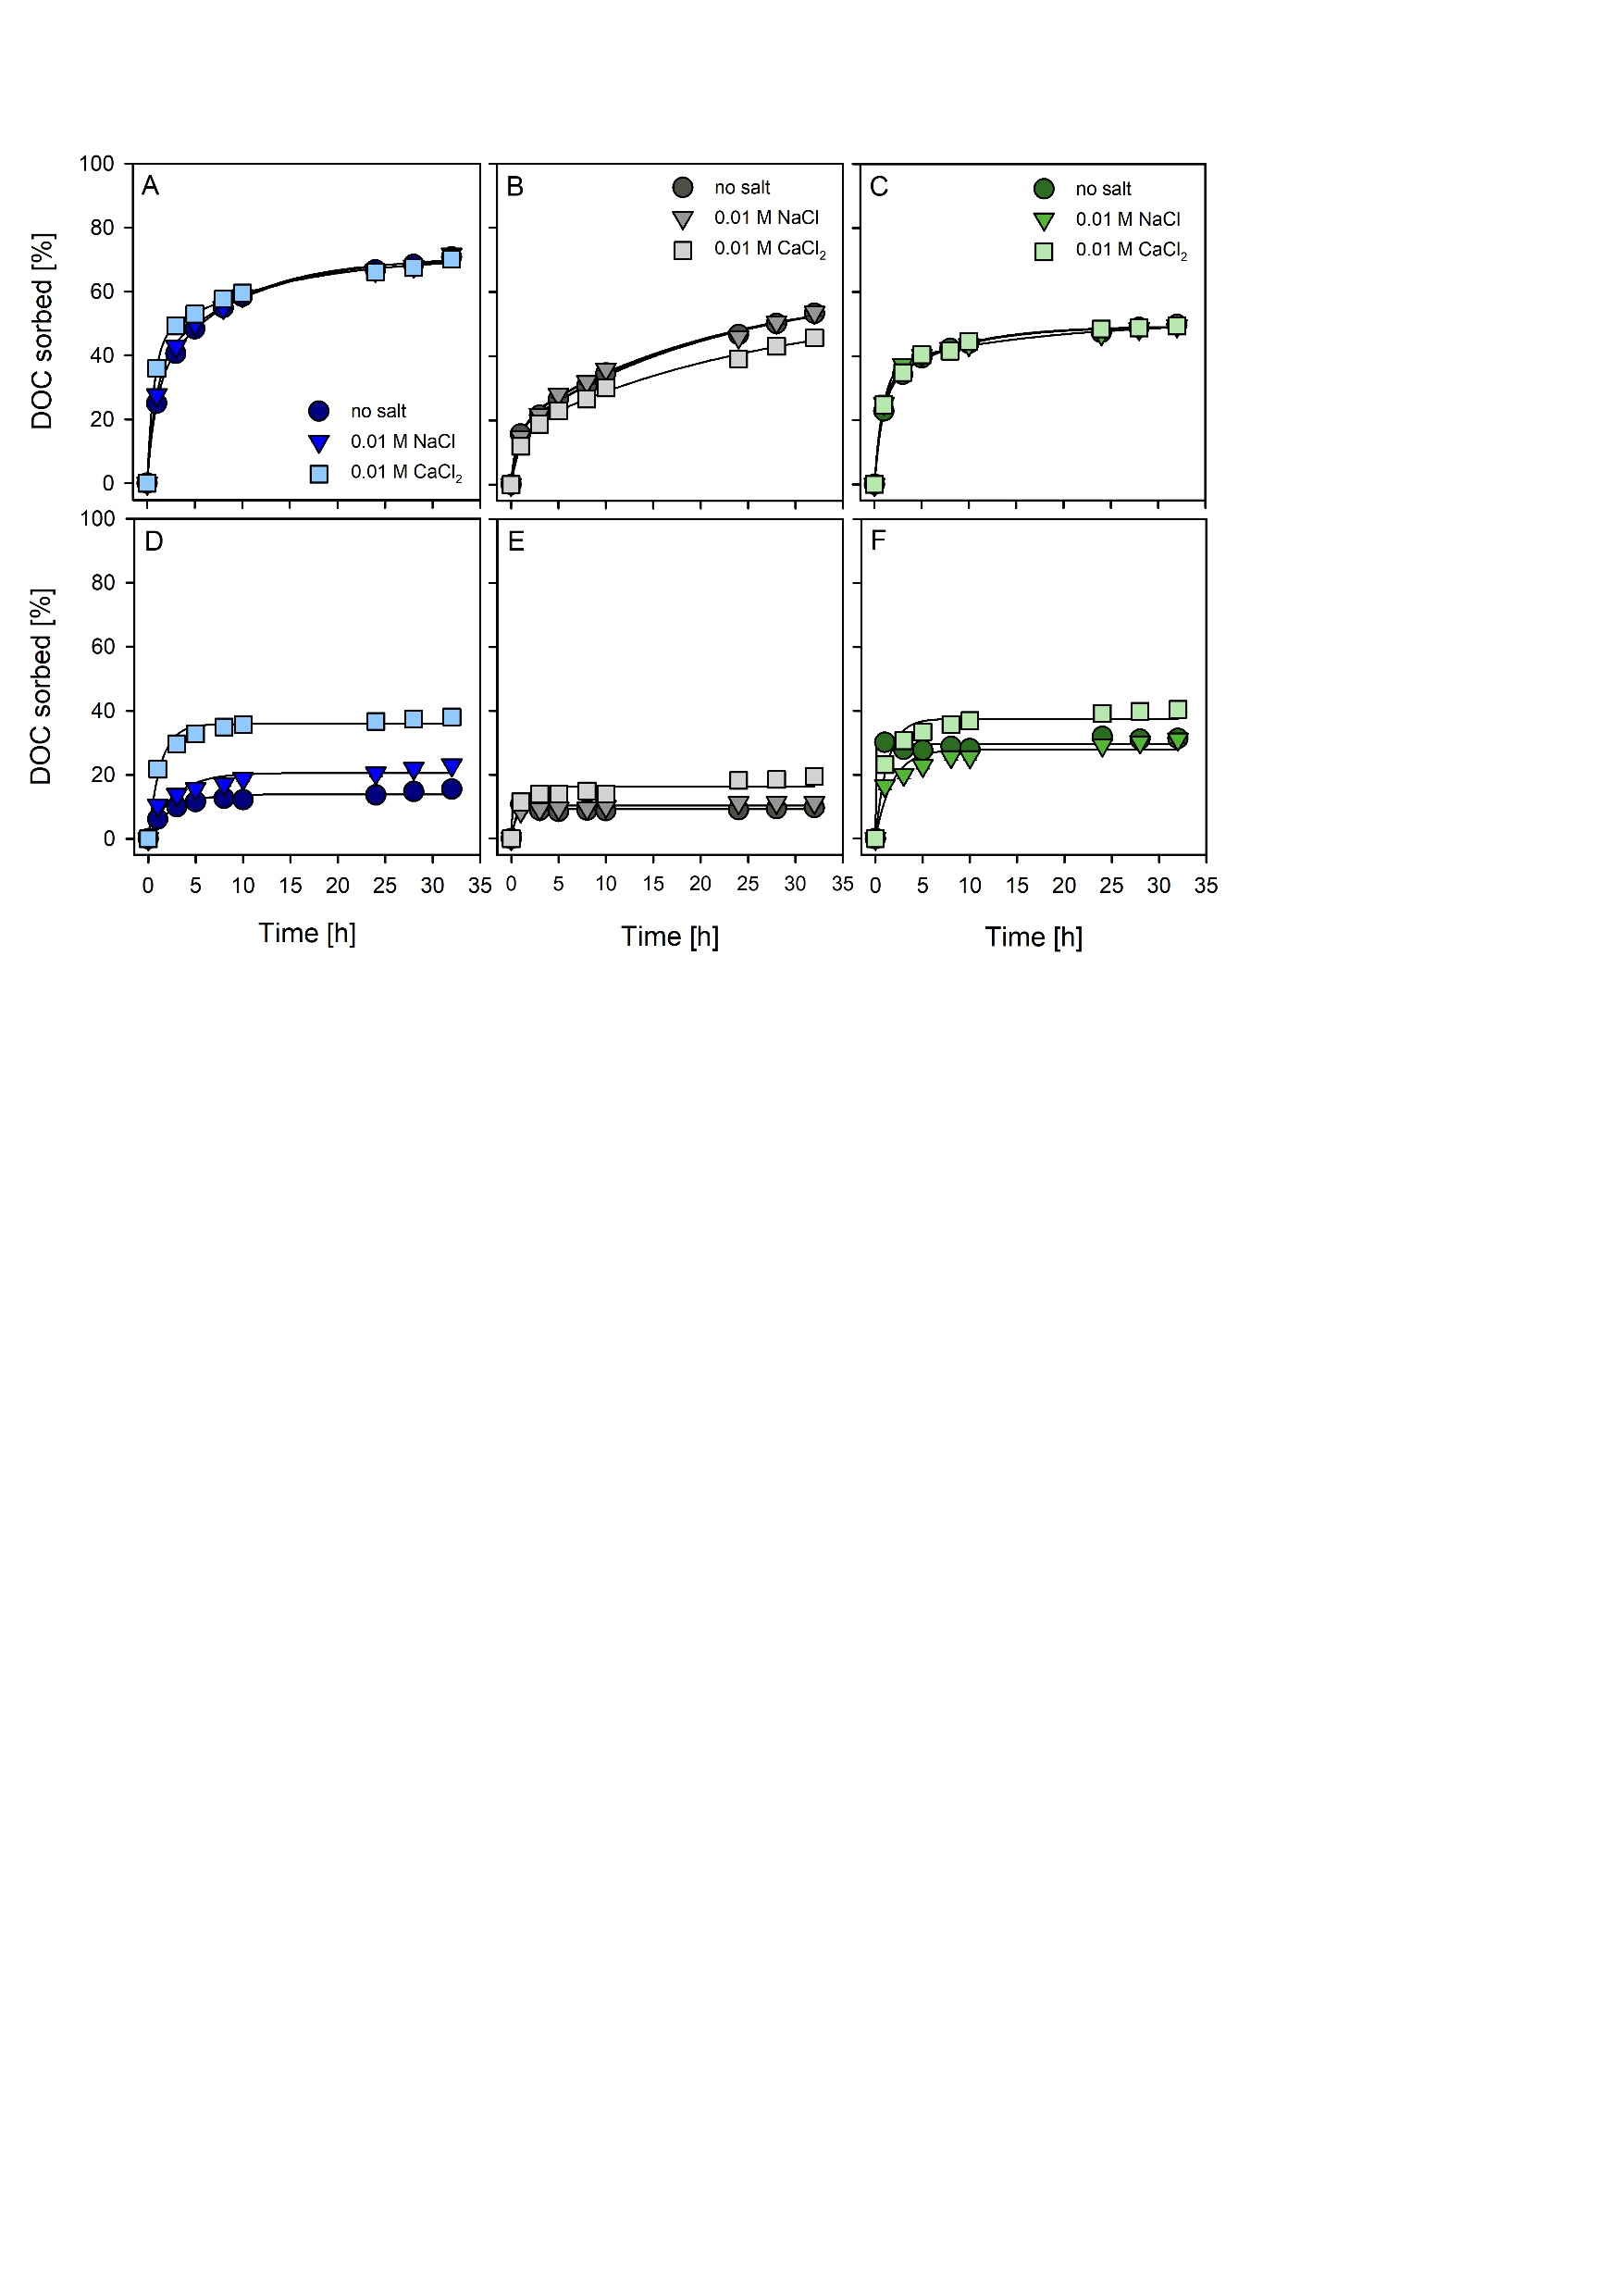 100
80
60
40
20
0
DOC sorbed [%]
A
no salt
0.01 M NaCl
0.01 M CaCl₂
B
no salt
0.01 M NaCl
0.01 M CaCl₂
C
no salt
0.01 M NaCl
0.01 M CaCl₂
100
80
60
40
20
0
DOC sorbed [%]
D
E
F
0 5 10 15 20 25 30 35
0 5 10 15 20 25 30 35
0 5 10 15 20 25 30 35
Time [h]
Time [h]
Time [h]